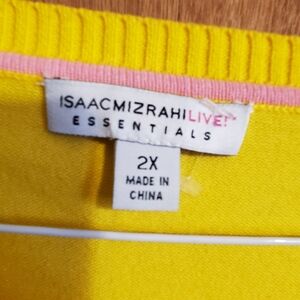 ISAACMIZRAHILIVE!
ESSENTIALS
2X
MADE IN
CHINA